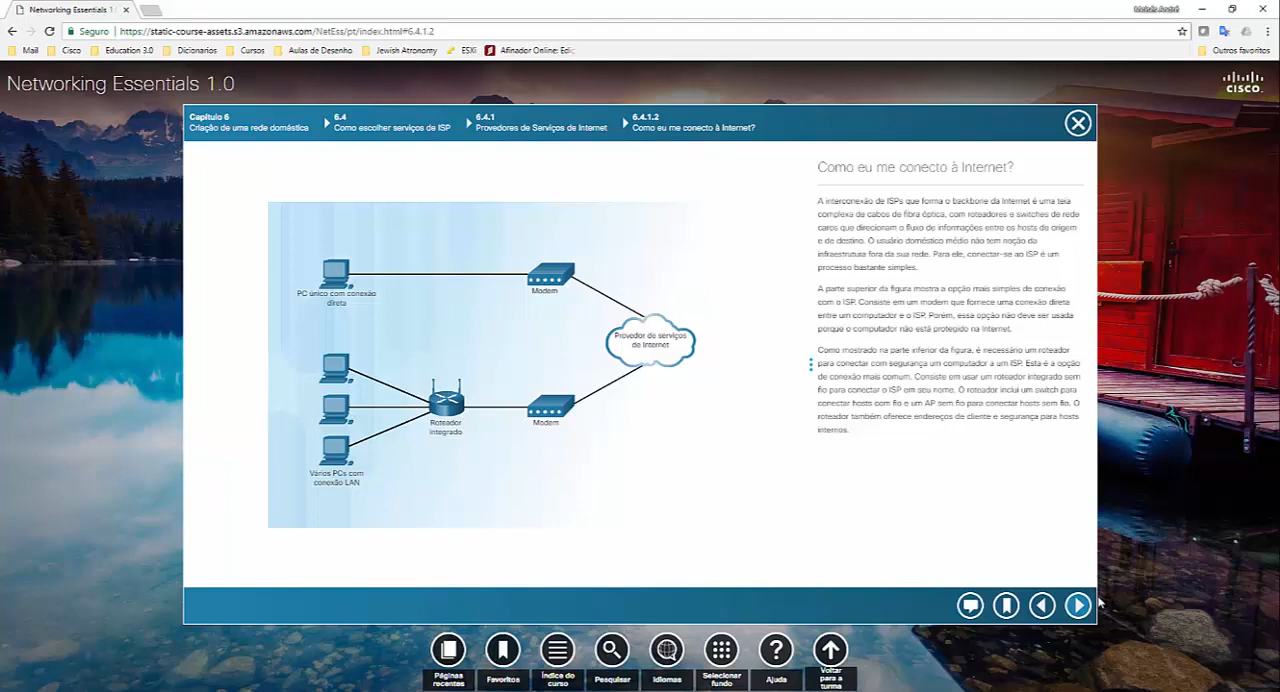 Networking Essentials 1.0
Moisés André
Seguro
https://static-course-assets.s3.amazonaws.com/NetEss/pt/index.html#6.4.1.2
Mail Cisco Education 3.0 Dicionarios Cursos Aulas de Desenho Jewish Atronomy ESXi Afinador Online: Edic
Outros favoritos
Networking Essentials 1.0
CISCO
Capítulo 6
Criação de uma rede doméstica
6.4
Como escolher serviços de ISP
6.4.1
Provedores de Serviços de Internet
6.4.1.2
Como eu me conecto à Internet?
PC único com conexão
direta
Modem
Provedor de serviços
de Internet
Roteador
integrado
Modem
Vários PCs com
conexão LAN
Como eu me conecto à Internet?
A interconexão de ISPs que forma o backbone da Internet é uma teia
complexa de cabos de fibra óptica, com roteadores e switches de rede
caros que direcionam o fluxo de informações entre os hosts de origem
e de destino. O usuário doméstico médio não tem noção da
infraestrutura fora da sua rede. Para ele, conectar-se ao ISP é um
processo bastante simples.
A parte superior da figura mostra a opção mais simples de conexão
com o ISP. Consiste em um modem que fornece uma conexão direta
entre um computador e o ISP. Porém, essa opção não deve ser usada
porque o computador não está protegido na Internet.
Como mostrado na parte inferior da figura, é necessário um roteador
para conectar com segurança um computador a um ISP. Esta é a opção
de conexão mais comum. Consiste em usar um roteador integrado sem
fio para conectar o ISP em seu nome. O roteador inclui um switch para
conectar hosts com fio e um AP sem fio para conectar hosts sem fio. O
roteador também oferece endereços de cliente e segurança para hosts
internos.
Páginas
recentes
Favoritos
Índice do
curso
Pesquisar
Idiomas
Selecionar
fundo
Ajuda
Voltar
para a
turma